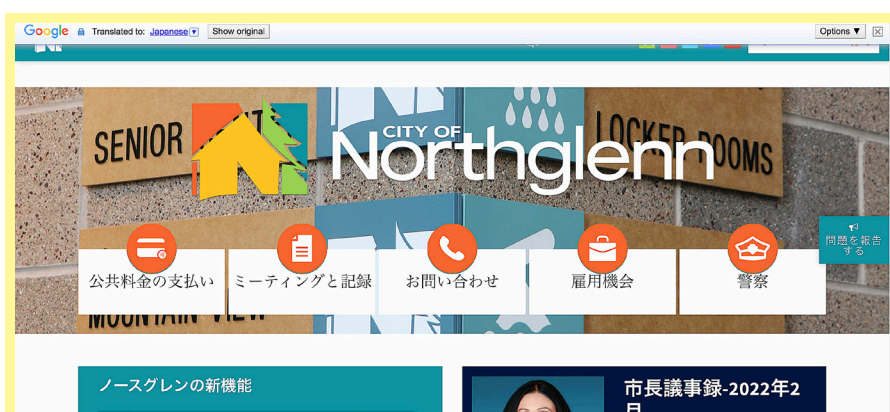 Google Translated to: Japanese Show original Options ▼
SENIOR
LOCKER ROOMS
CITY OF
Northglenn
問題を報告
する
公共料金の支払い ミーティングと記録 お問い合わせ 雇用機会 警察
MOUNTAIN VIEW
ノースグレンの新機能
市長議事録-2022年2
月